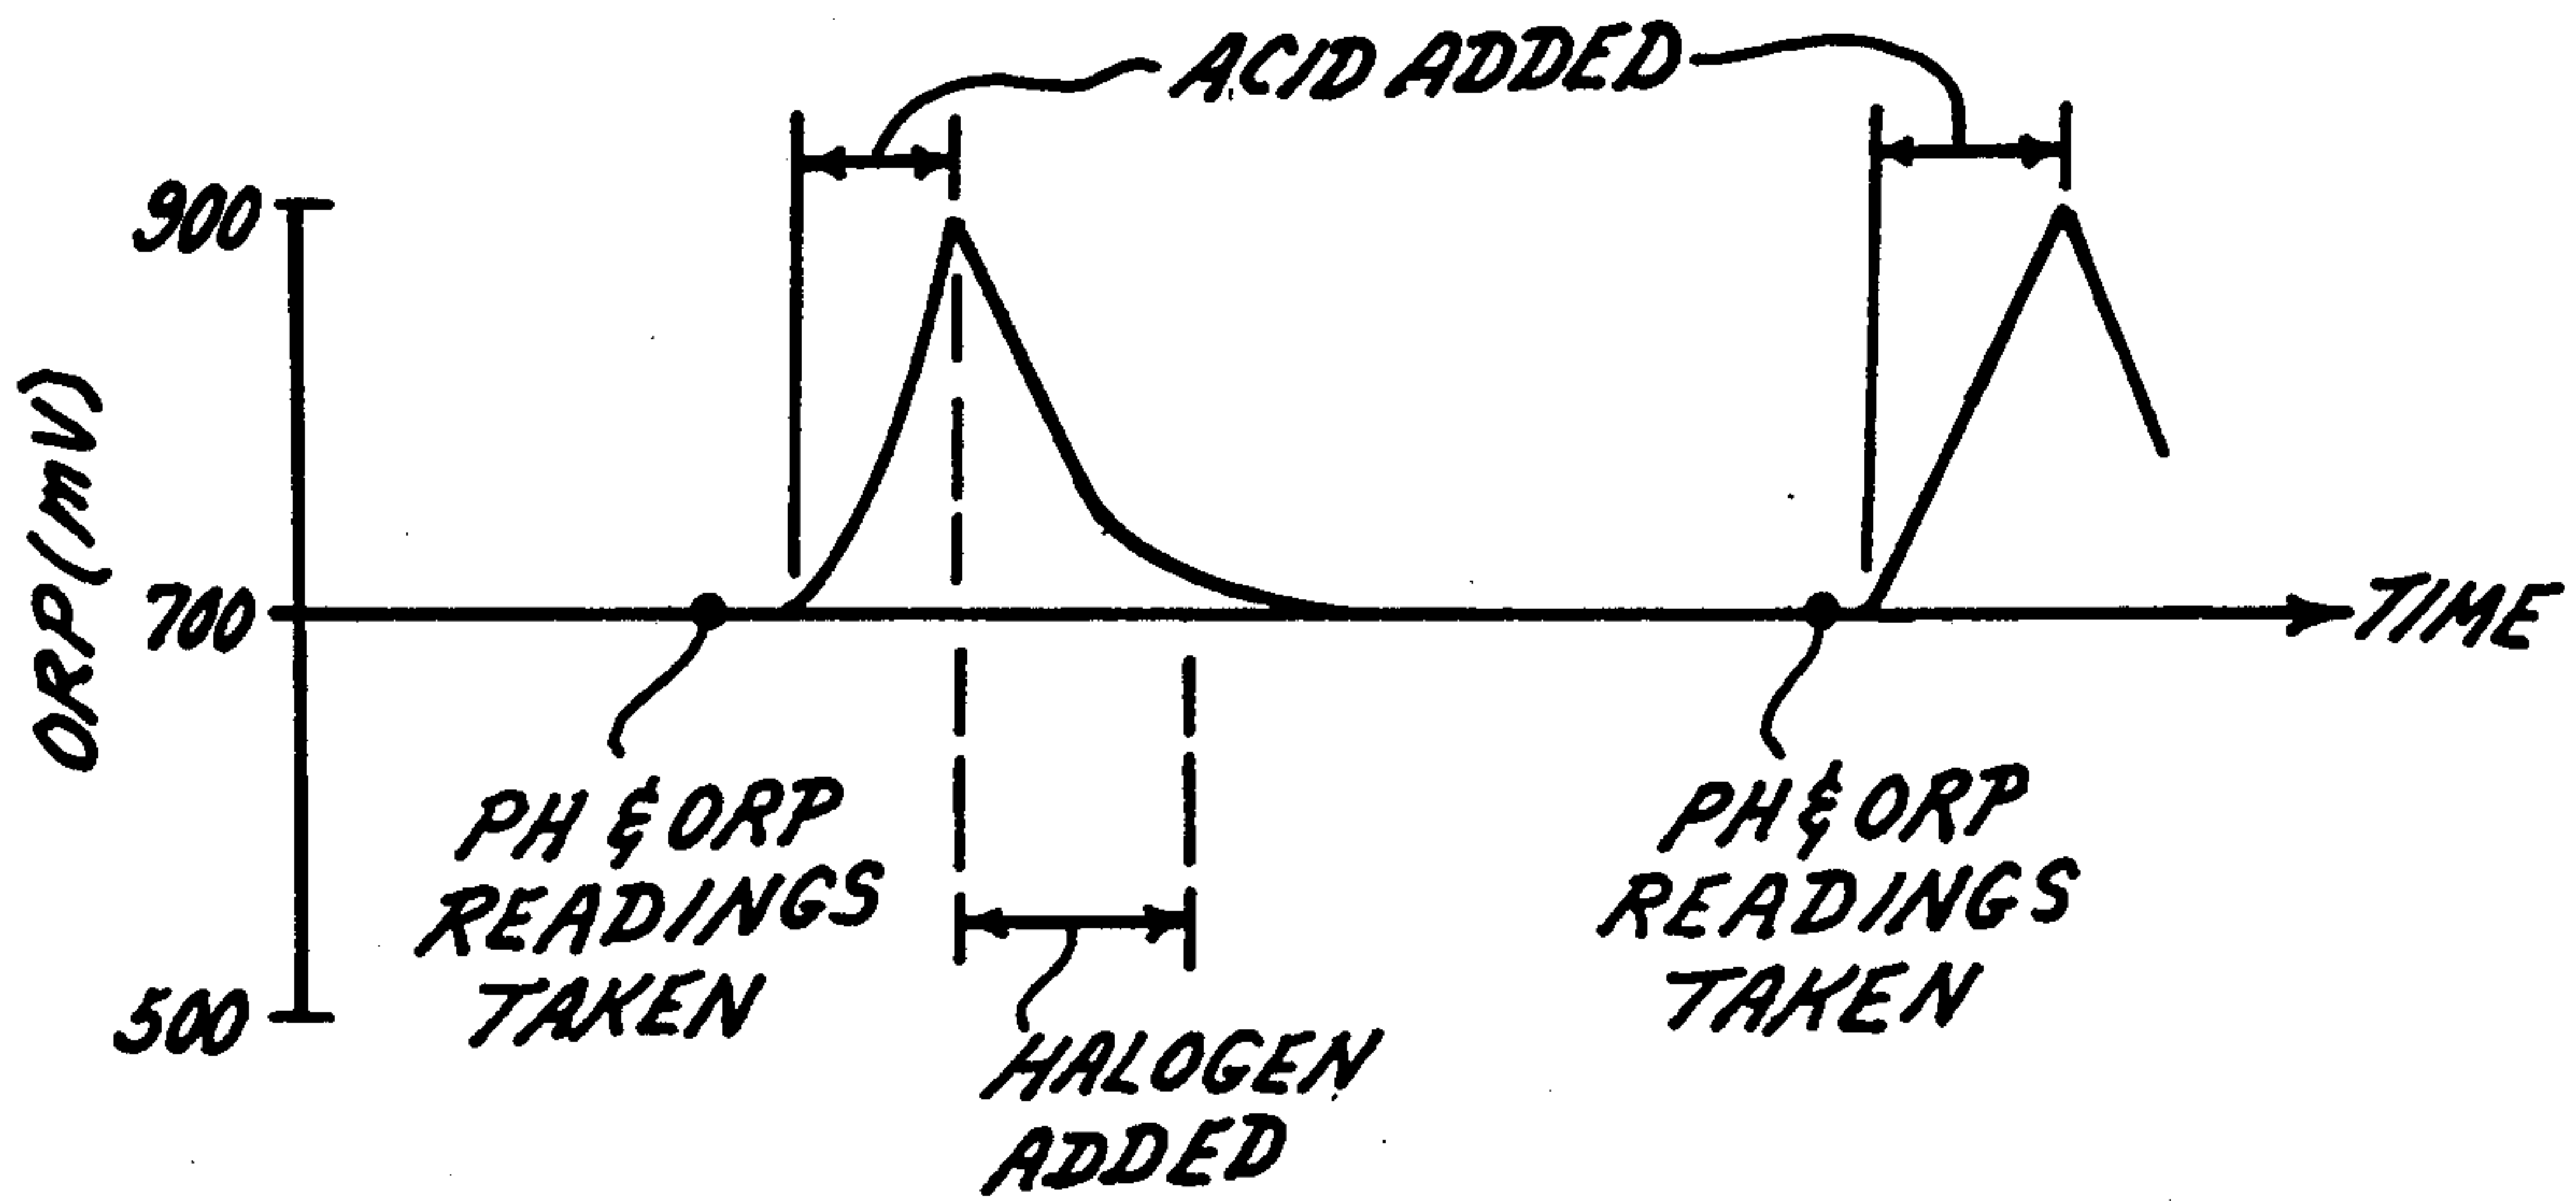 ACID ADDED
900
ORP (mV)
700
TIME
500
PH & ORP
READINGS
TAKEN
HALOGEN
ADDED
PH & ORP
READINGS
TAKEN